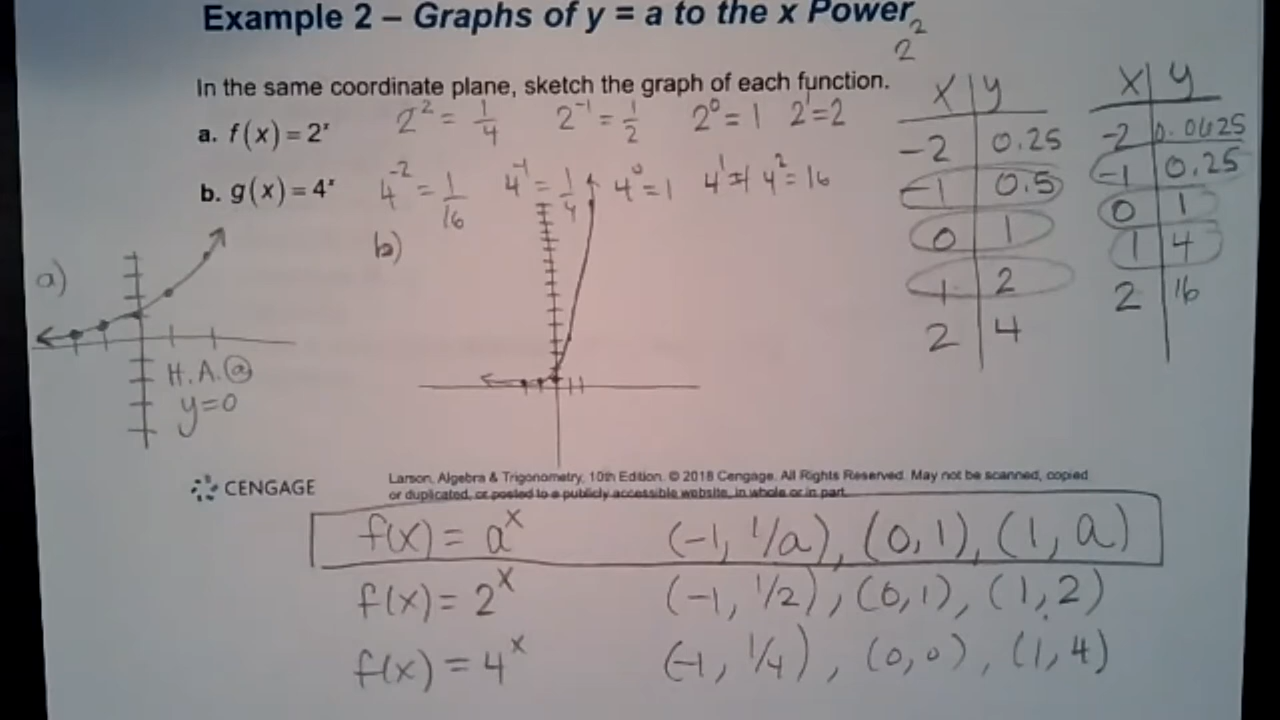 Example 2 – Graphs of y = a to the x Power
2²
In the same coordinate plane, sketch the graph of each function.
a. f(x) = 2ˣ
2² = 1/4   2⁻¹ = 1/2   2⁰ = 1   2¹ = 2
b. g(x) = 4ˣ
4⁻² = 1/16   4⁻¹ = 1/4   4⁰ = 1   4¹ = 4   4² = 16
x | y
-2 | 0.25
-1 | 0.5
0 | 1
1 | 2
2 | 4
x | y
-2 | 0.0625
-1 | 0.25
0 | 1
1 | 4
2 | 16
a)
H.A.@
y=0
b)
CENGAGE
Larson, Algebra & Trigonometry, 10th Edition. © 2018 Cengage. All Rights Reserved. May not be scanned, copied
or duplicated, or posted to a publicly accessible website, in whole or in part.
f(x) = aˣ   (-1, 1/a), (0,1), (1, a)
f(x) = 2ˣ   (-1, 1/2), (0,1), (1,2)
f(x) = 4ˣ   (-1, 1/4), (0,0), (1,4)